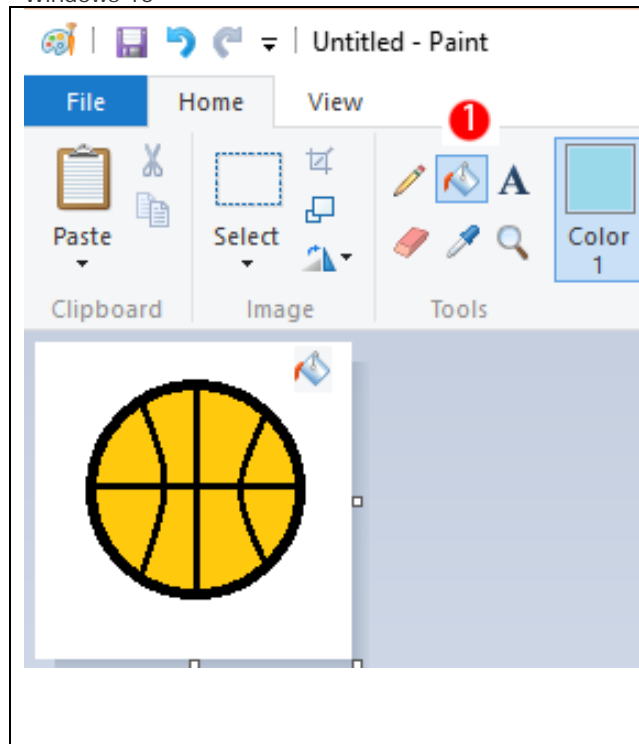 Untitled - Paint
File Home View
1
A
Paste Select Color
1
Clipboard Image Tools